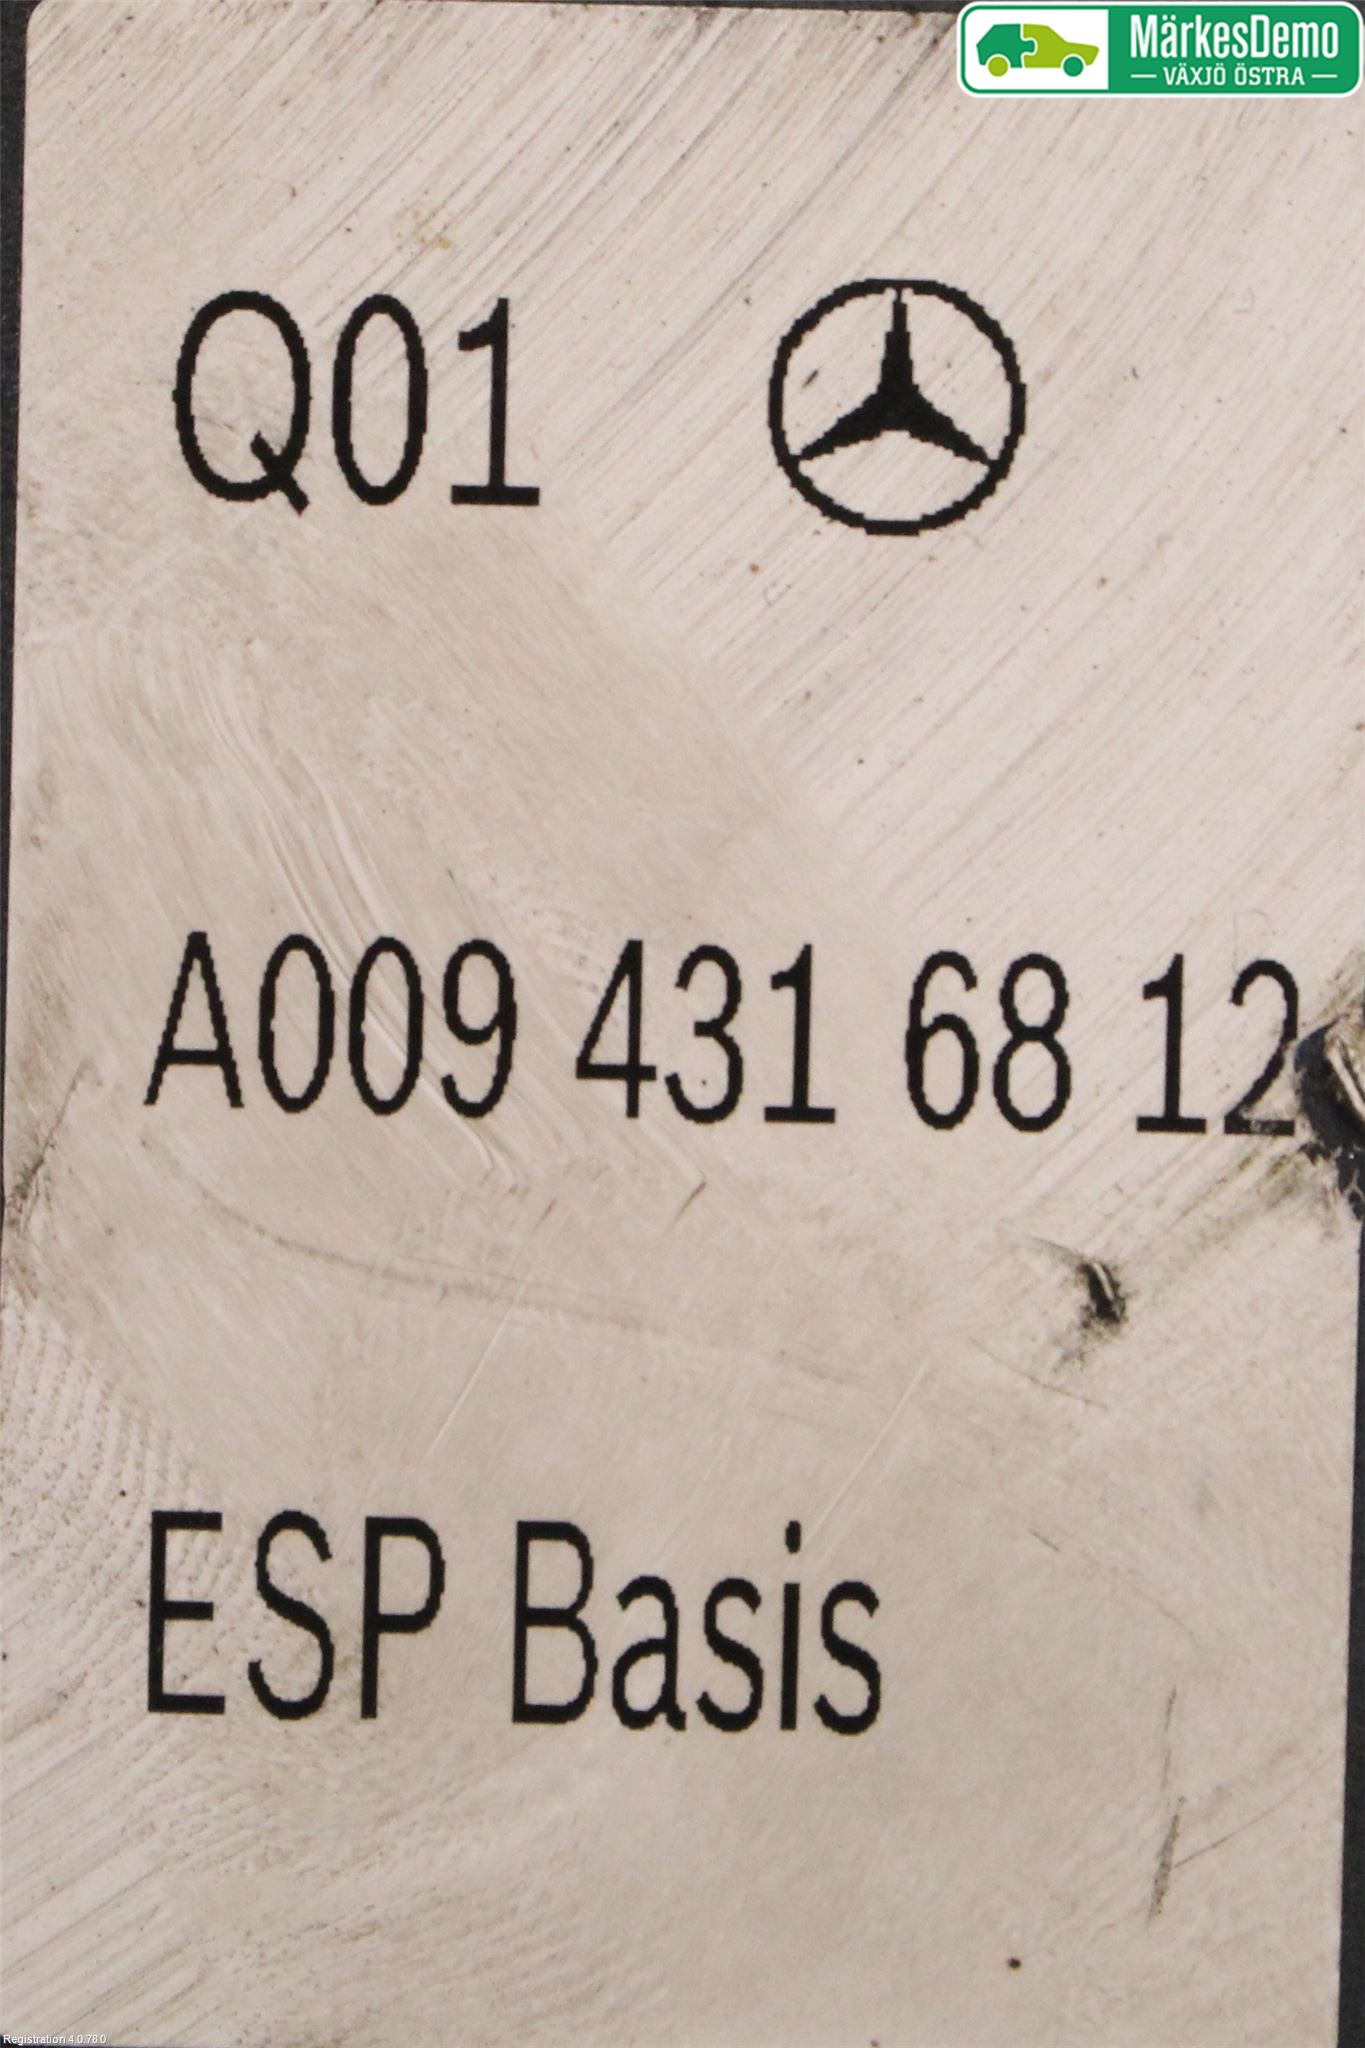 MärkesDemo
VÄXJÖ ÖSTRA
Q01
A009 431 68 12
ESP Basis
Registration 4.0.78.0